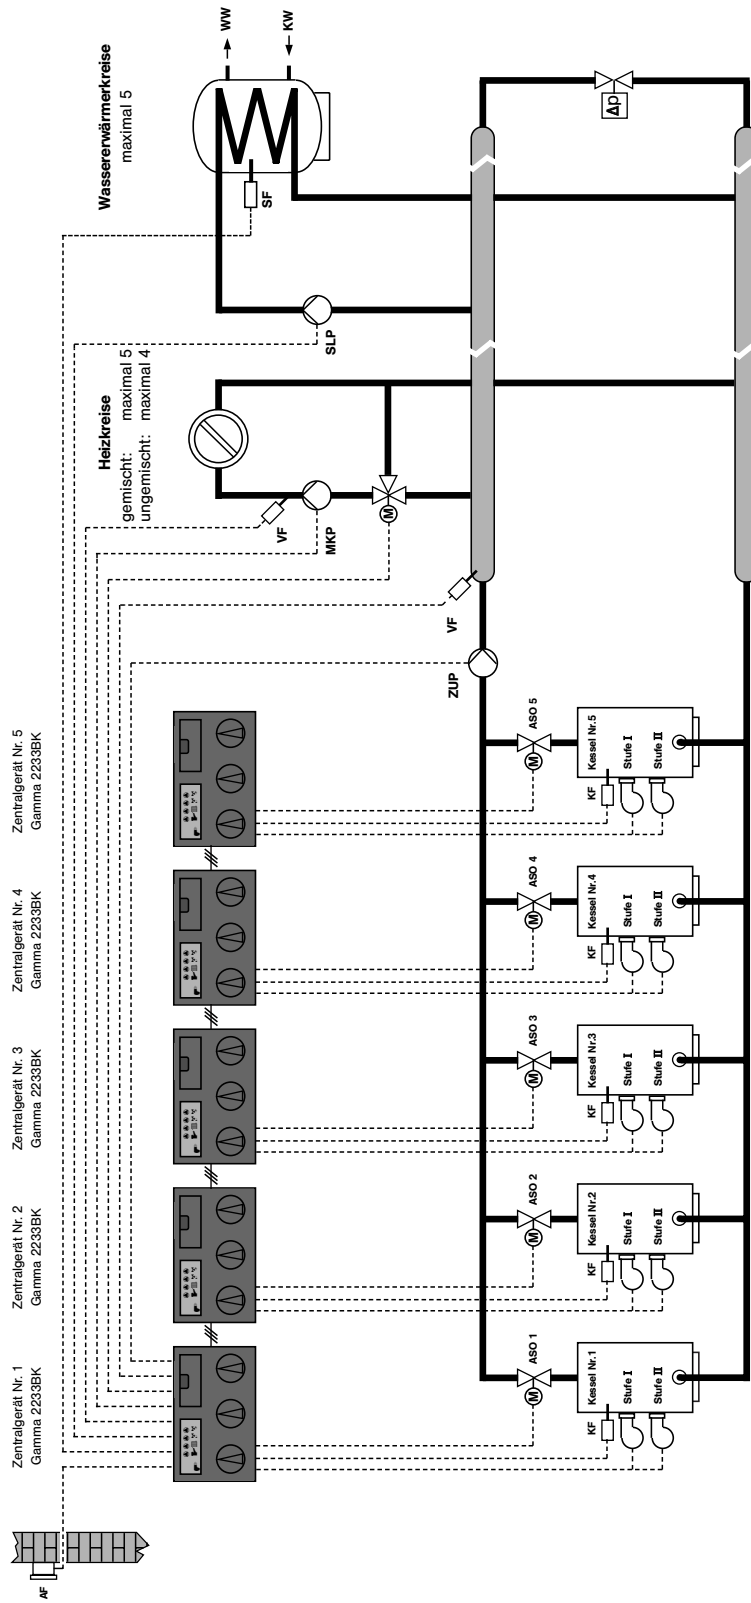 AF
Zentralgerät Nr. 1
Gamma 2233BK
Zentralgerät Nr. 2
Gamma 2233BK
Zentralgerät Nr. 3
Gamma 2233BK
Zentralgerät Nr. 4
Gamma 2233BK
Zentralgerät Nr. 5
Gamma 2233BK
Heizkreise
gemischt: maximal 5
ungemischt: maximal 4
Wassererwärmerkreise
maximal 5
WW
KW
SF
SLP
VF
MKP
M
VF
ZUP
Δp
ASO 1
M
ASO 2
M
ASO 3
M
ASO 4
M
ASO 5
M
KF
Kessel Nr.1
Stufe I
Stufe II
KF
Kessel Nr.2
Stufe I
Stufe II
KF
Kessel Nr.3
Stufe I
Stufe II
KF
Kessel Nr.4
Stufe I
Stufe II
KF
Kessel Nr.5
Stufe I
Stufe II